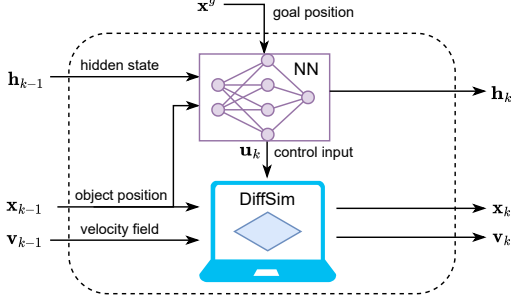 x^g
goal position
hidden state
NN
h_{k-1}
h_k
u_k control input
object position
DiffSim
x_{k-1}
x_k
velocity field
v_{k-1}
v_k